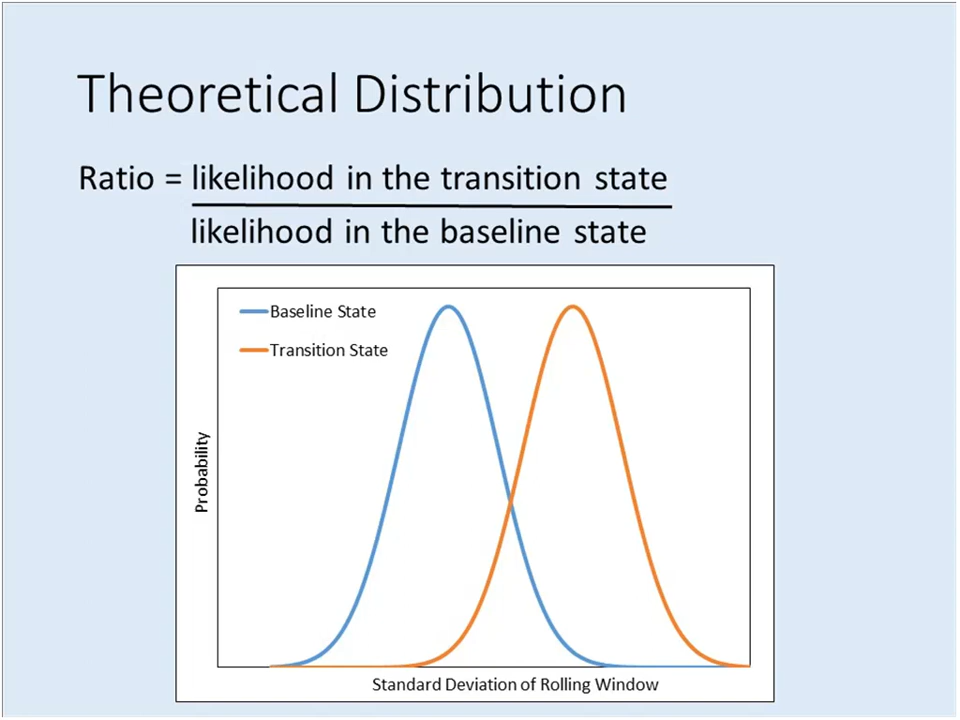 Theoretical Distribution
Ratio = likelihood in the transition state
likelihood in the baseline state
Baseline State
Transition State
Probability
Standard Deviation of Rolling Window